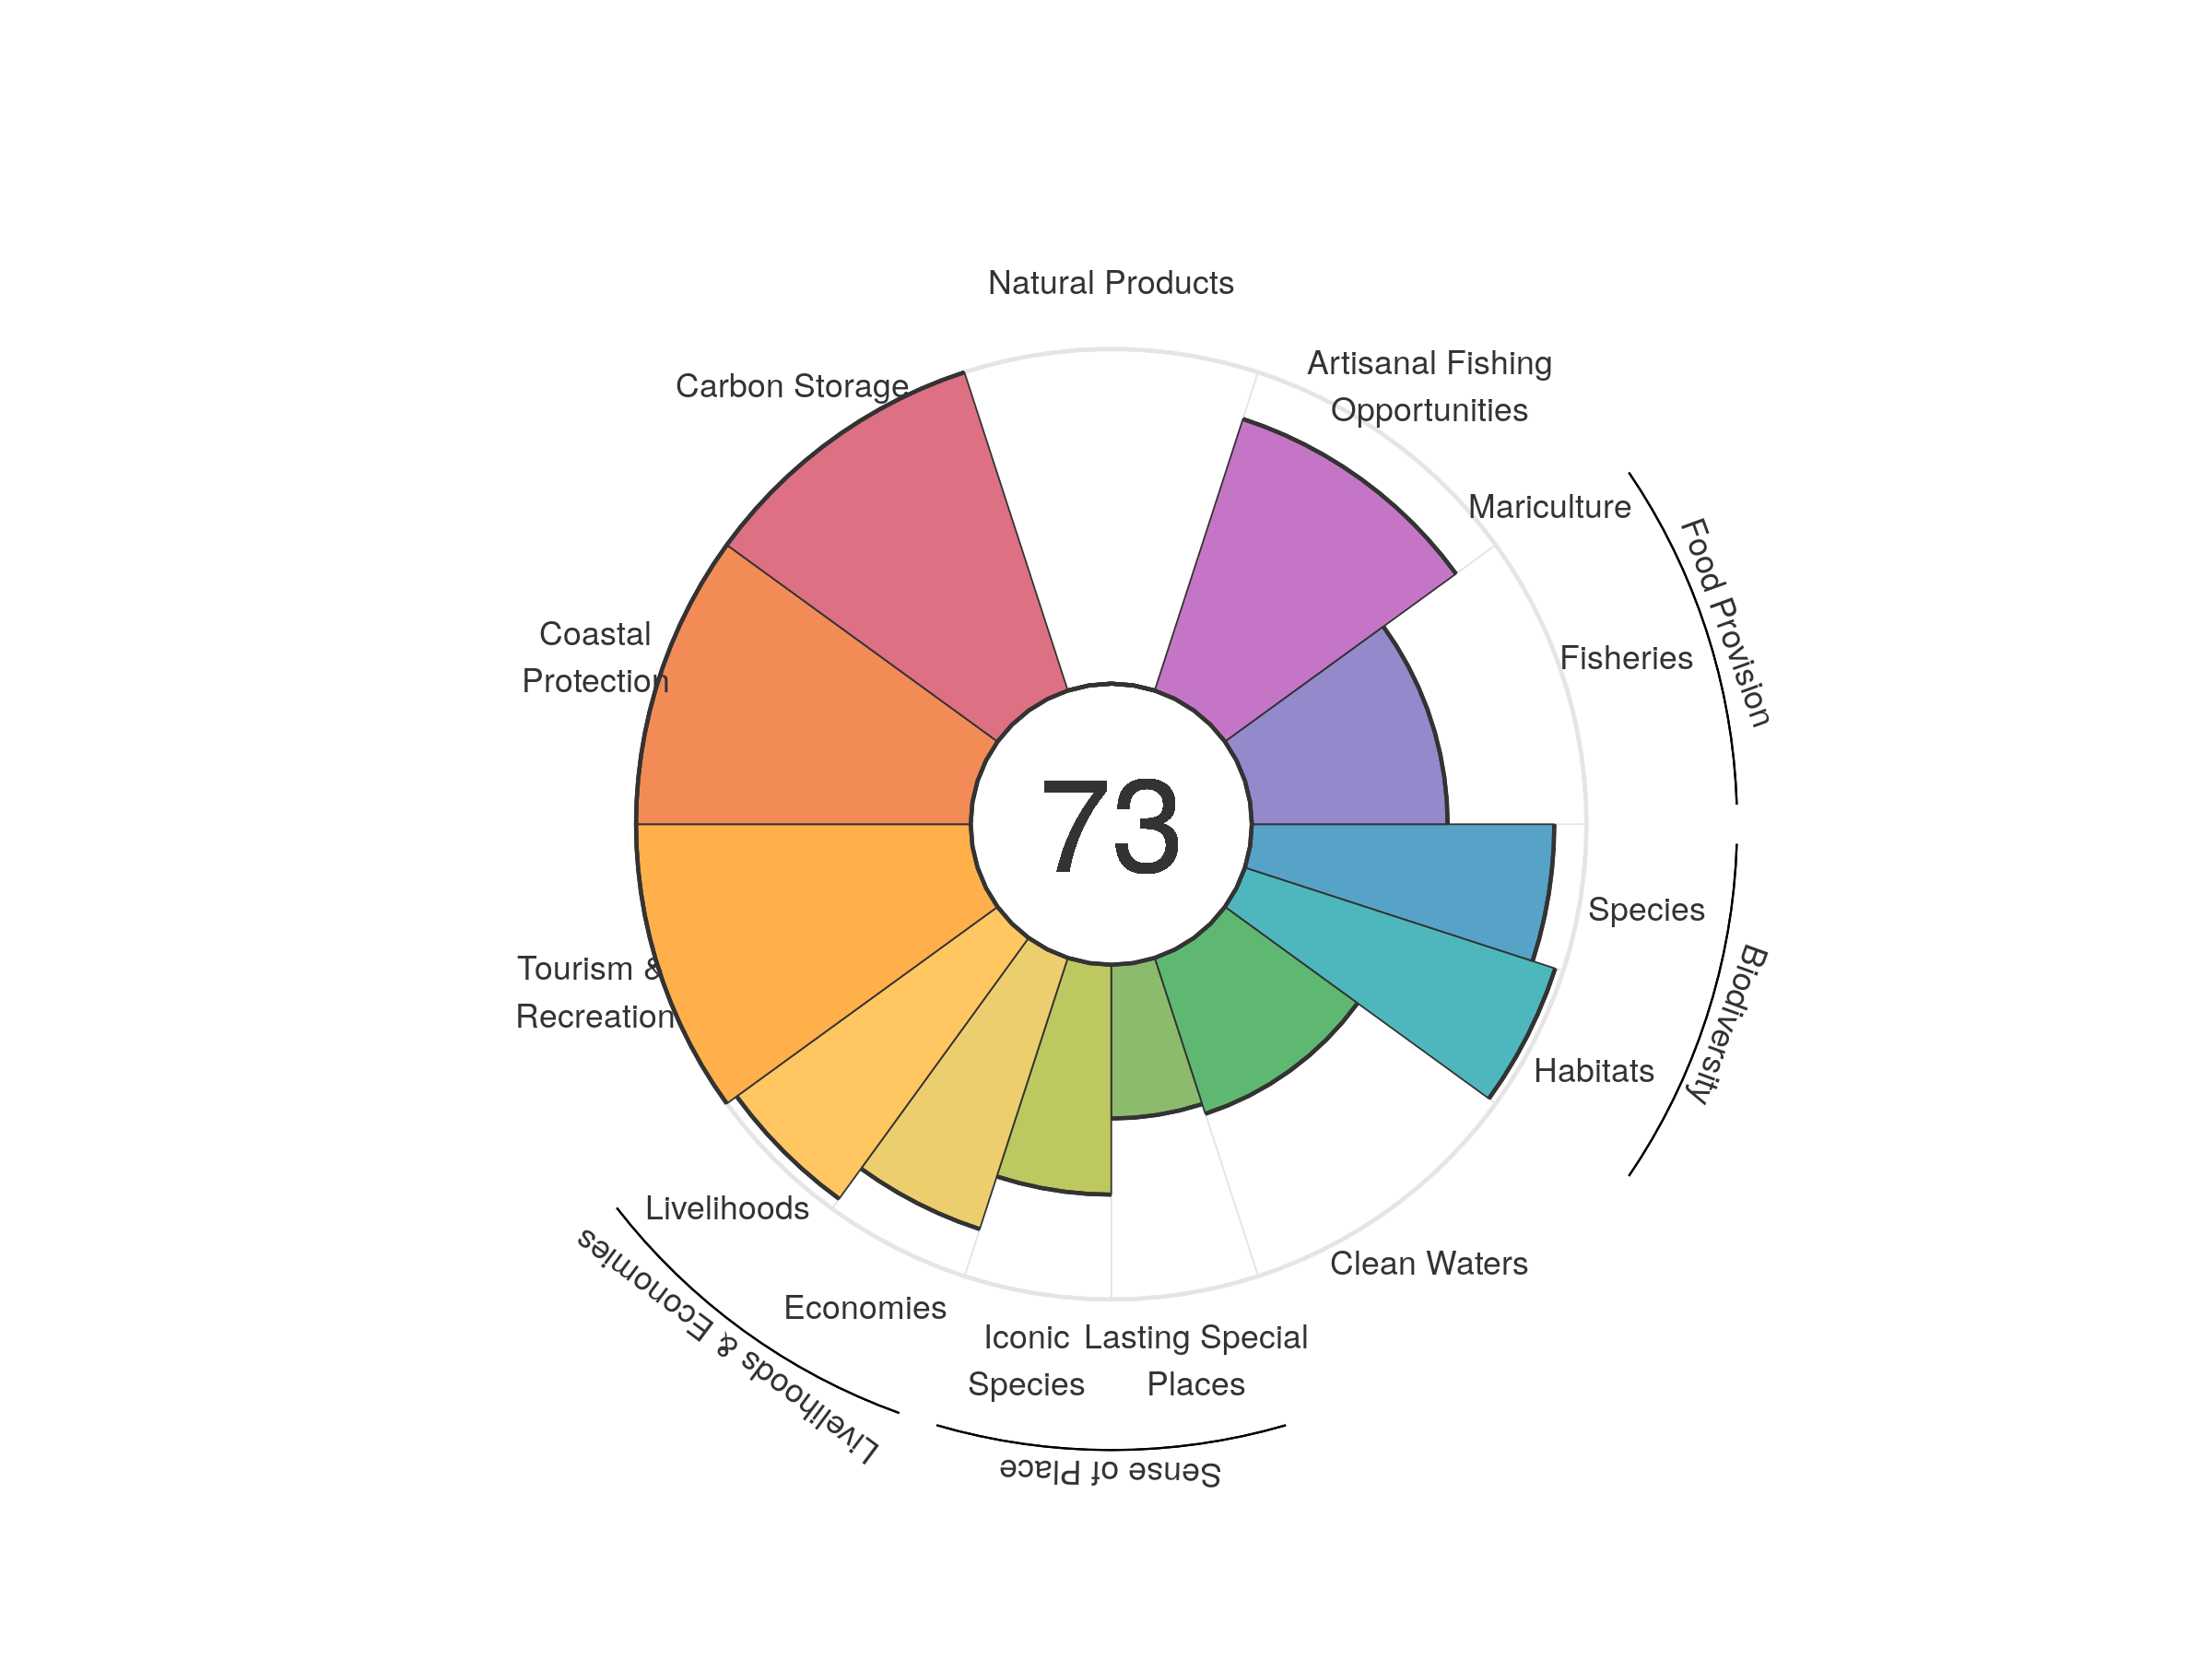 Natural Products
Artisanal Fishing
Opportunities
Carbon Storage
Mariculture
Food Provision
Coastal
Protection
Fisheries
73
Species
Biodiversity
Tourism &
Recreation
Habitats
Livelihoods
Livelihoods & Economies
Clean Waters
Economies
Iconic
Species
Lasting Special
Places
Sense of Place